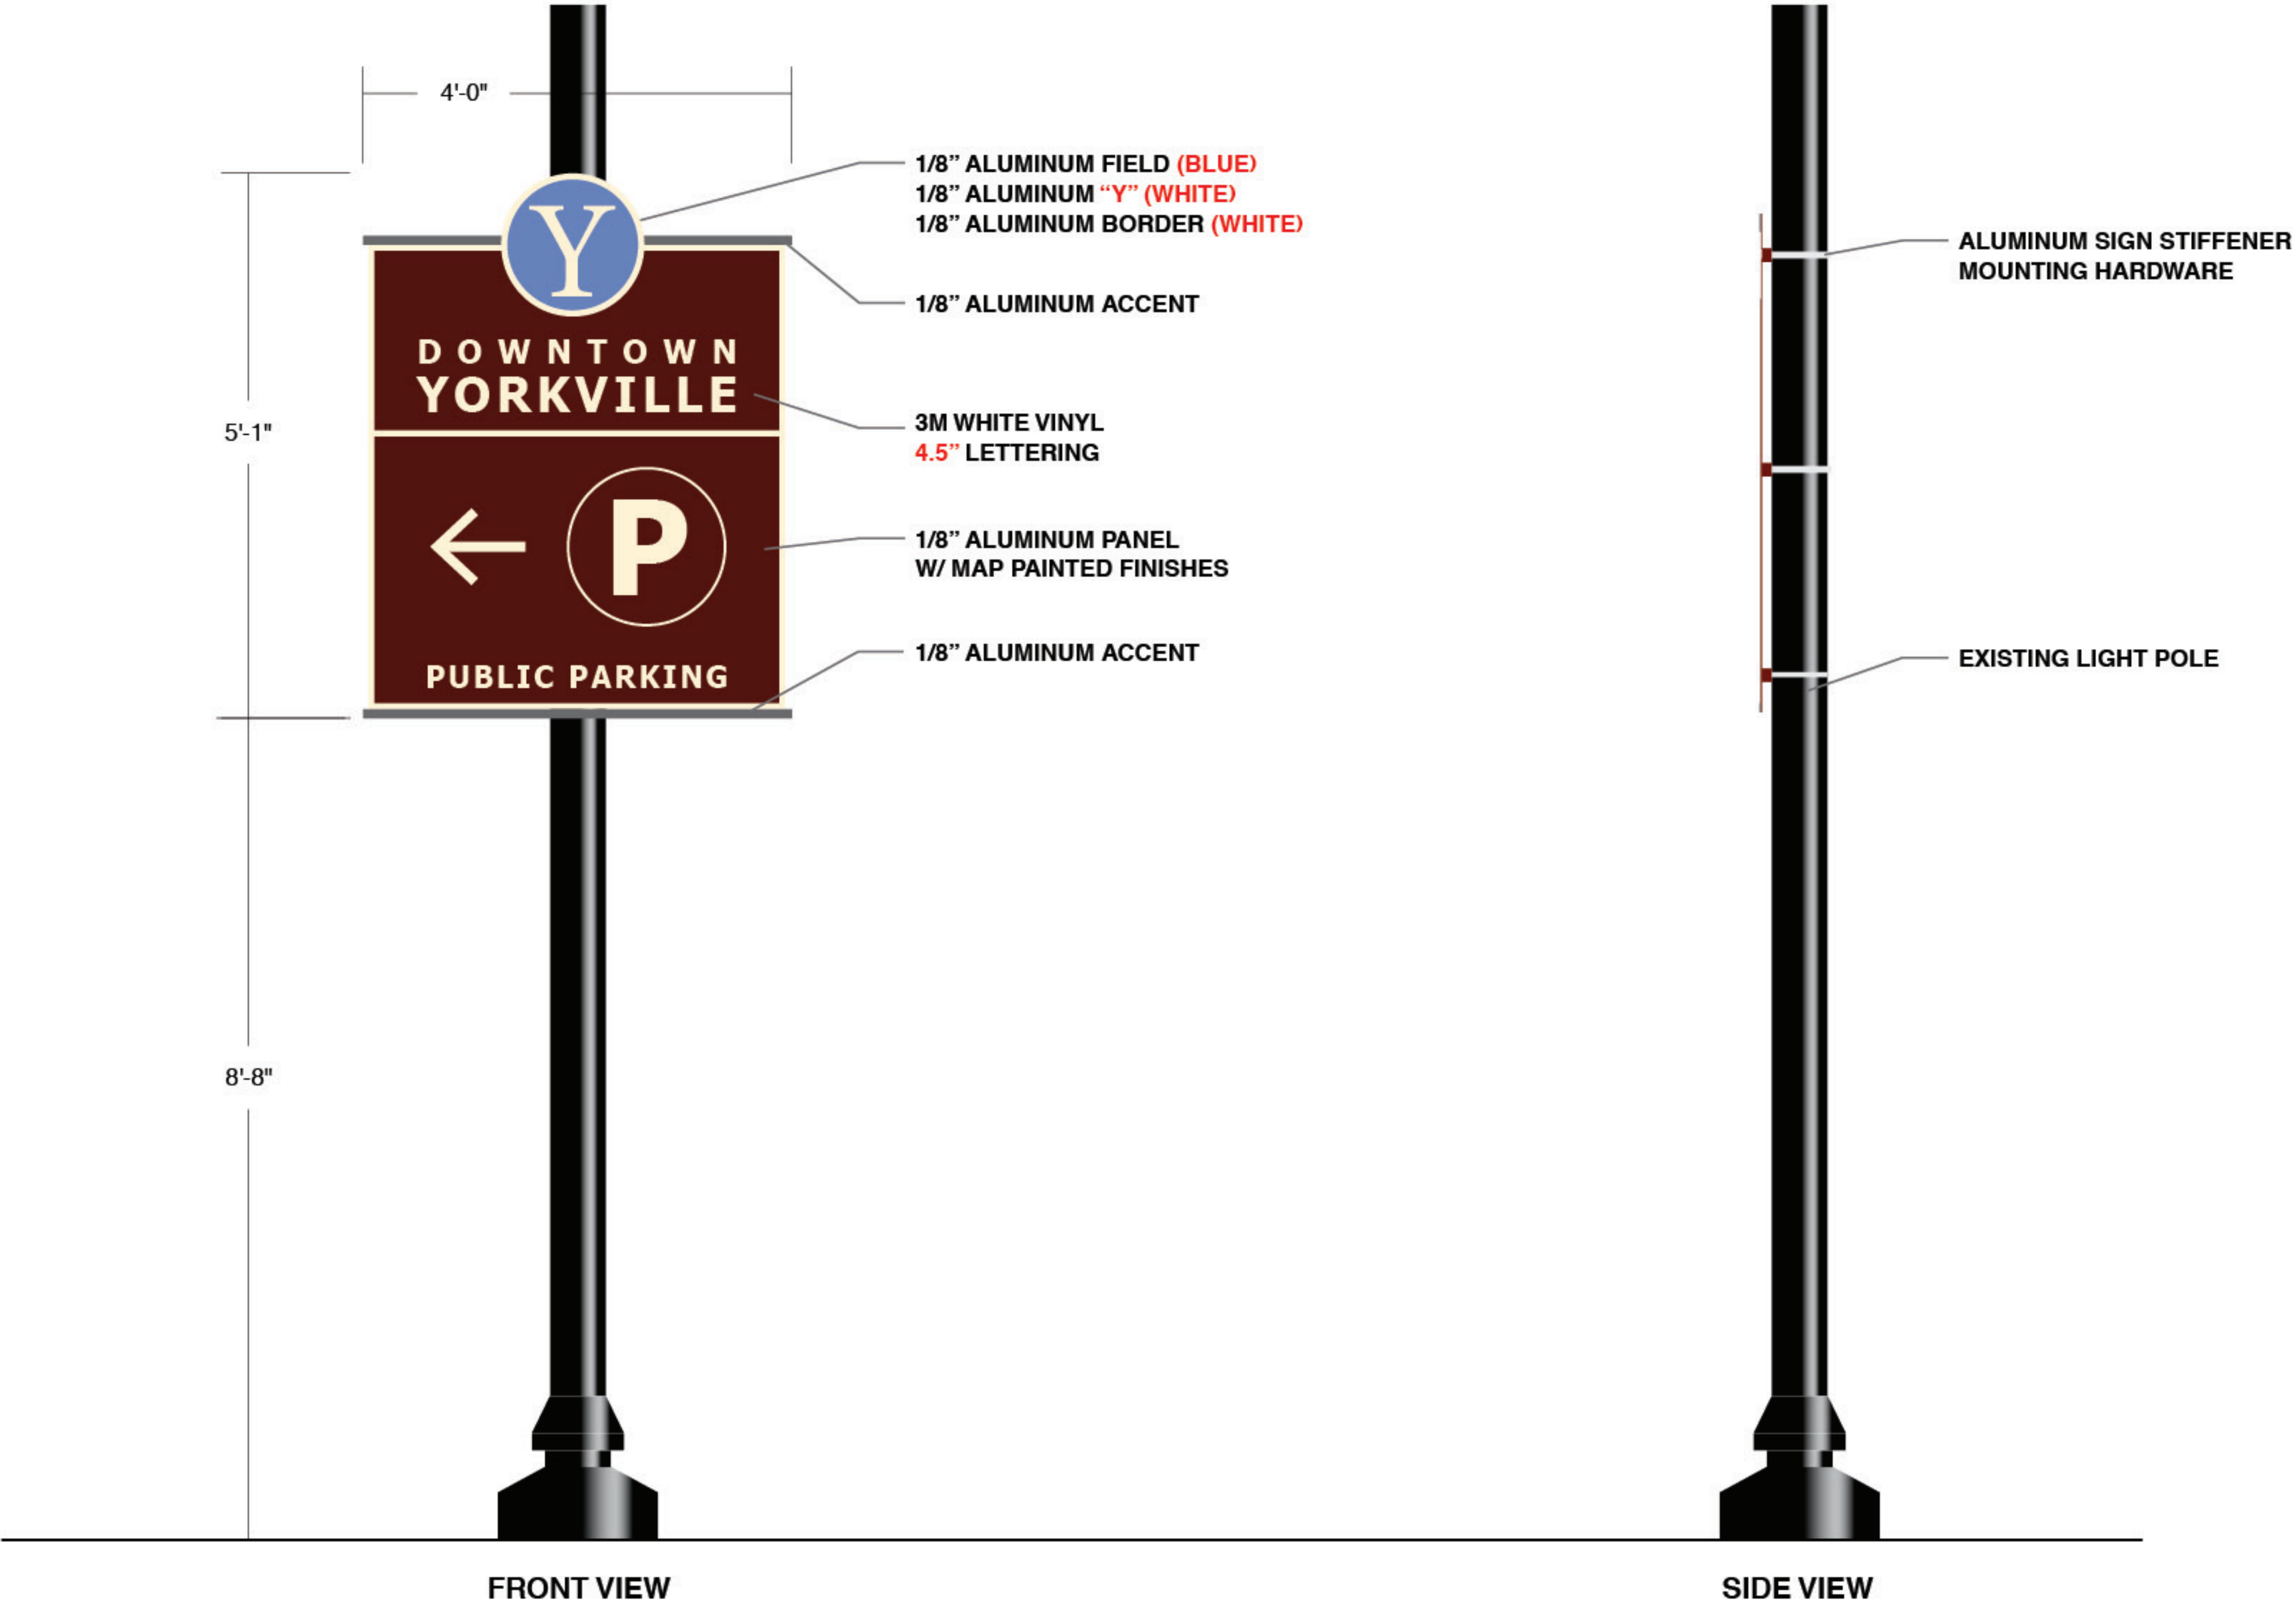 4'-0"
1/8” ALUMINUM FIELD (BLUE)
1/8” ALUMINUM “Y” (WHITE)
1/8” ALUMINUM BORDER (WHITE)
Y
1/8” ALUMINUM ACCENT
DOWNTOWN
YORKVILLE
3M WHITE VINYL
4.5” LETTERING
5'-1"
P
1/8” ALUMINUM PANEL
W/ MAP PAINTED FINISHES
PUBLIC PARKING
1/8” ALUMINUM ACCENT
8'-8"
FRONT VIEW
ALUMINUM SIGN STIFFENER
MOUNTING HARDWARE
EXISTING LIGHT POLE
SIDE VIEW